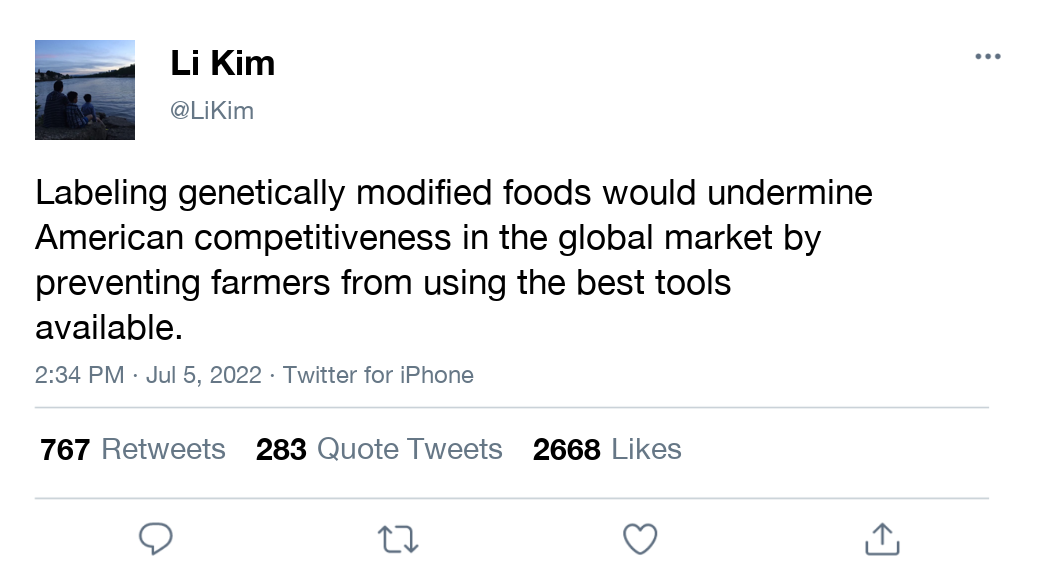 Li Kim
@LiKim
Labeling genetically modified foods would undermine
American competitiveness in the global market by
preventing farmers from using the best tools
available.
2:34 PM · Jul 5, 2022 · Twitter for iPhone
767 Retweets 283 Quote Tweets 2668 Likes